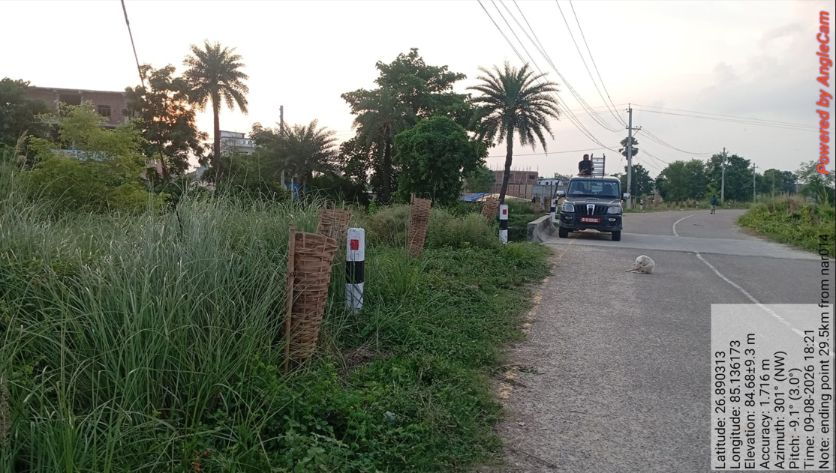 Powered by AngleCam
Latitude: 26.890313
Longitude: 85.136173
Elevation: 84.68±9.3 m
Accuracy: 1.716 m
Azimuth: 301° (NW)
Pitch: -9.1° (3.0°)
Time: 09-08-2026 18:21
Note: ending point 29.5km from nar014